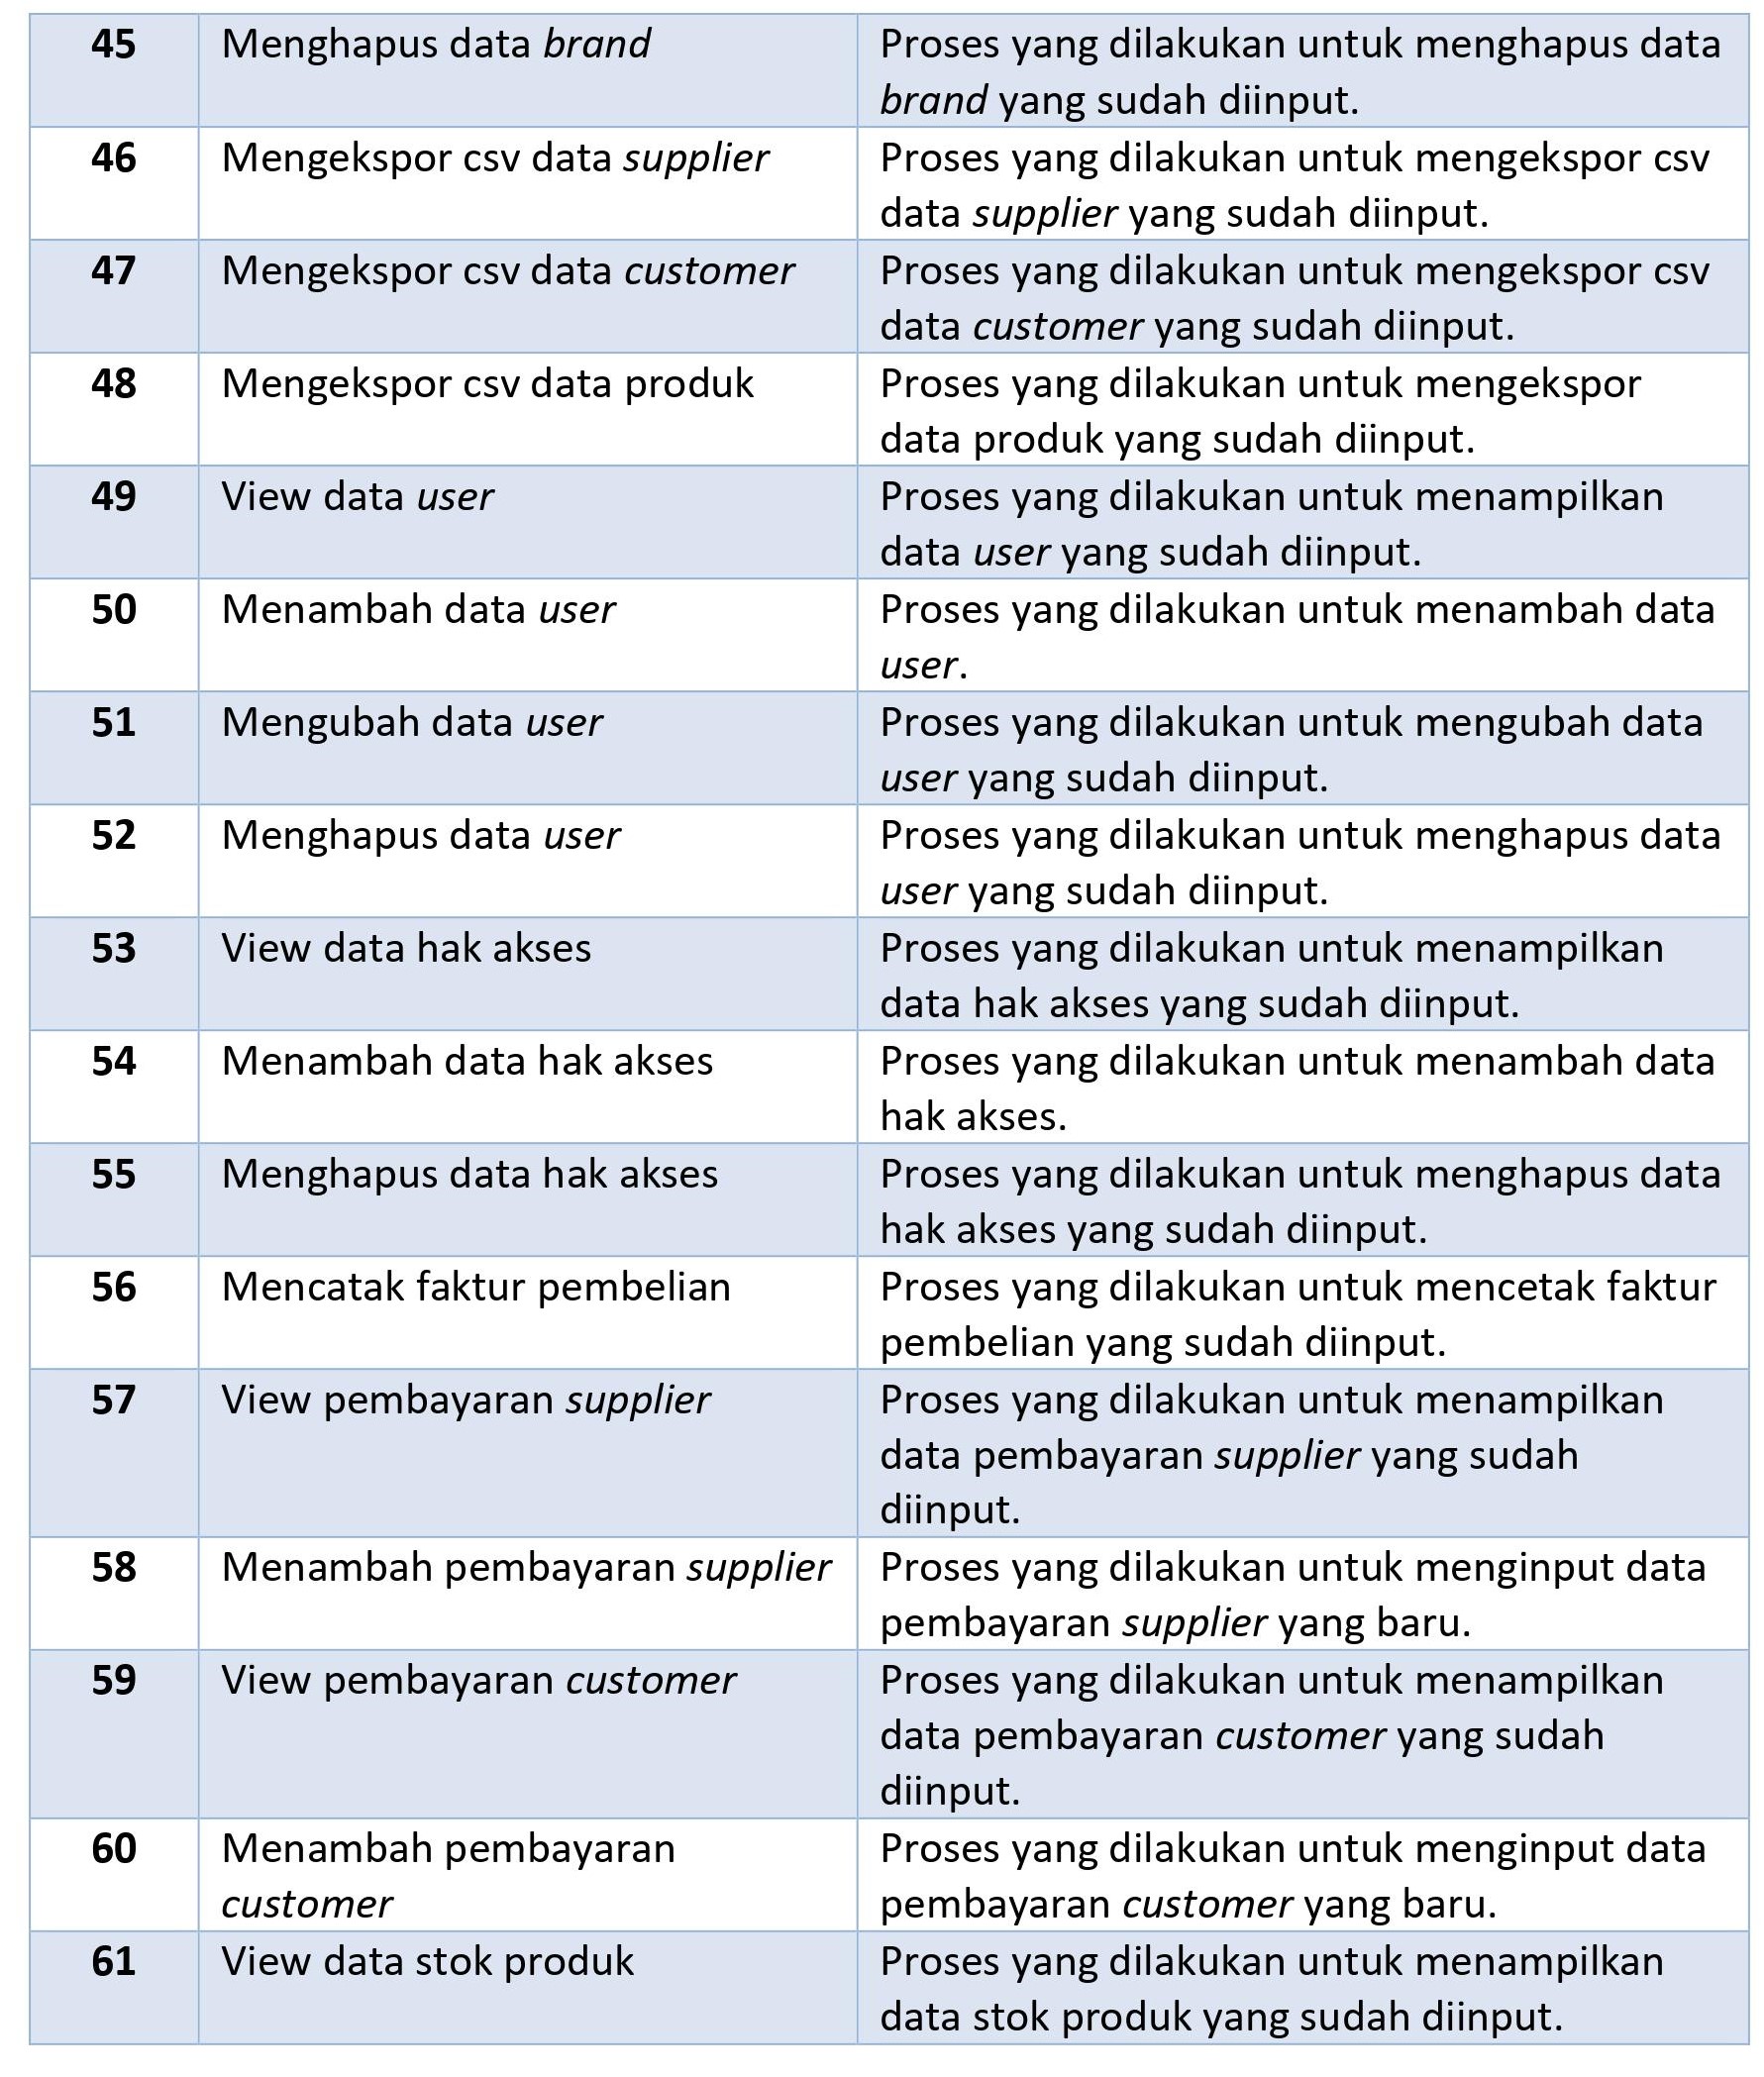 45 Menghapus data brand Proses yang dilakukan untuk menghapus data
brand yang sudah diinput.
46 Mengekspor csv data supplier Proses yang dilakukan untuk mengekspor csv
data supplier yang sudah diinput.
47 Mengekspor csv data customer Proses yang dilakukan untuk mengekspor csv
data customer yang sudah diinput.
48 Mengekspor csv data produk Proses yang dilakukan untuk mengekspor
data produk yang sudah diinput.
49 View data user Proses yang dilakukan untuk menampilkan
data user yang sudah diinput.
50 Menambah data user Proses yang dilakukan untuk menambah data
user.
51 Mengubah data user Proses yang dilakukan untuk mengubah data
user yang sudah diinput.
52 Menghapus data user Proses yang dilakukan untuk menghapus data
user yang sudah diinput.
53 View data hak akses Proses yang dilakukan untuk menampilkan
data hak akses yang sudah diinput.
54 Menambah data hak akses Proses yang dilakukan untuk menambah data
hak akses.
55 Menghapus data hak akses Proses yang dilakukan untuk menghapus data
hak akses yang sudah diinput.
56 Mencatak faktur pembelian Proses yang dilakukan untuk mencetak faktur
pembelian yang sudah diinput.
57 View pembayaran supplier Proses yang dilakukan untuk menampilkan
data pembayaran supplier yang sudah
diinput.
58 Menambah pembayaran supplier Proses yang dilakukan untuk menginput data
pembayaran supplier yang baru.
59 View pembayaran customer Proses yang dilakukan untuk menampilkan
data pembayaran customer yang sudah
diinput.
60 Menambah pembayaran Proses yang dilakukan untuk menginput data
customer pembayaran customer yang baru.
61 View data stok produk Proses yang dilakukan untuk menampilkan
data stok produk yang sudah diinput.